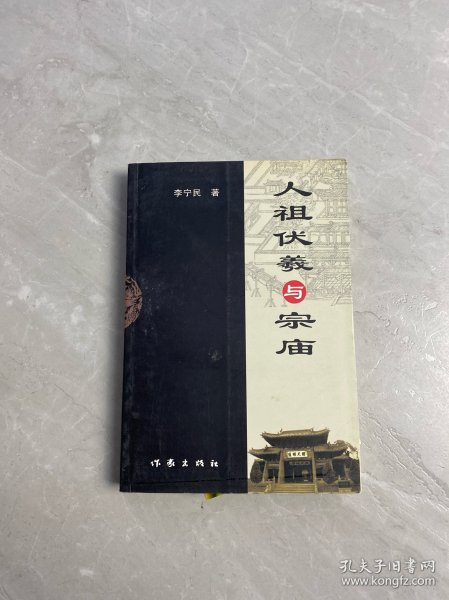 李宁民 著
人祖伏羲与宗庙
作家出版社
孔夫子旧书网
www.kongfz.com